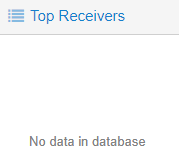 Top Receivers
No data in database